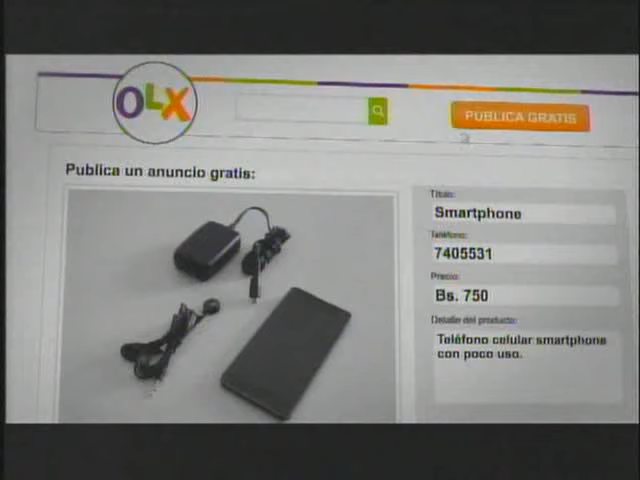 OLX
PUBLICA GRATIS
Publica un anuncio gratis:
Título:
Smartphone
Teléfono:
7405531
Precio:
Bs. 750
Detalle del producto:
Teléfono celular smartphone
con poco uso.